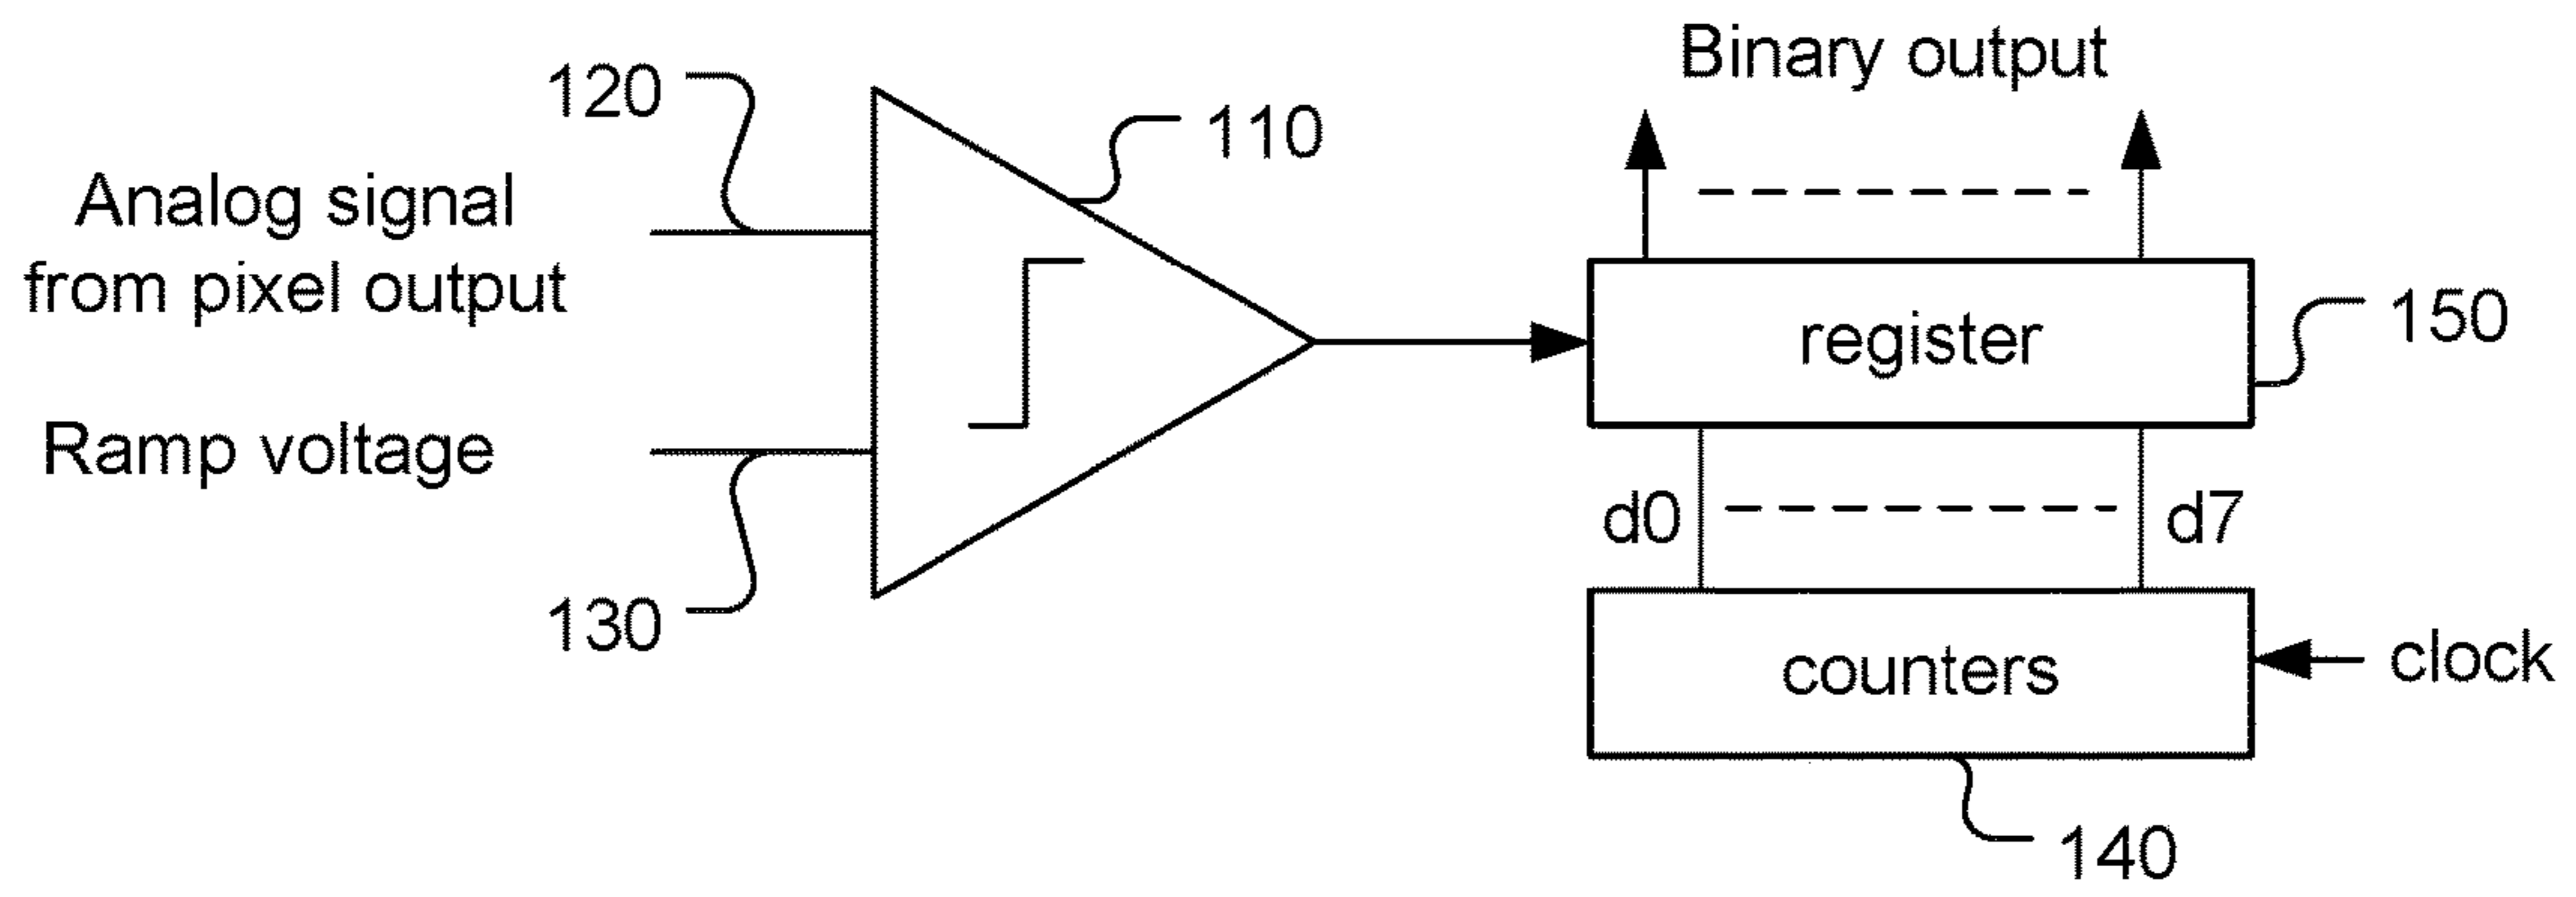 Binary output
120
110
Analog signal
from pixel output
register
150
Ramp voltage
d0
d7
130
counters
clock
140